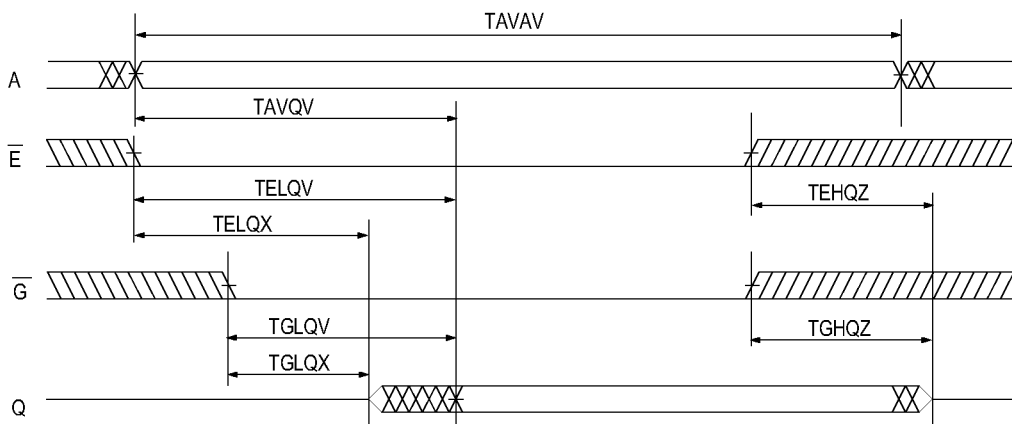 TAVAV
A
TAVQV
E̅
TELQV
TEHQZ
TELQX
G̅
TGLQV
TGHQZ
TGLQX
Q